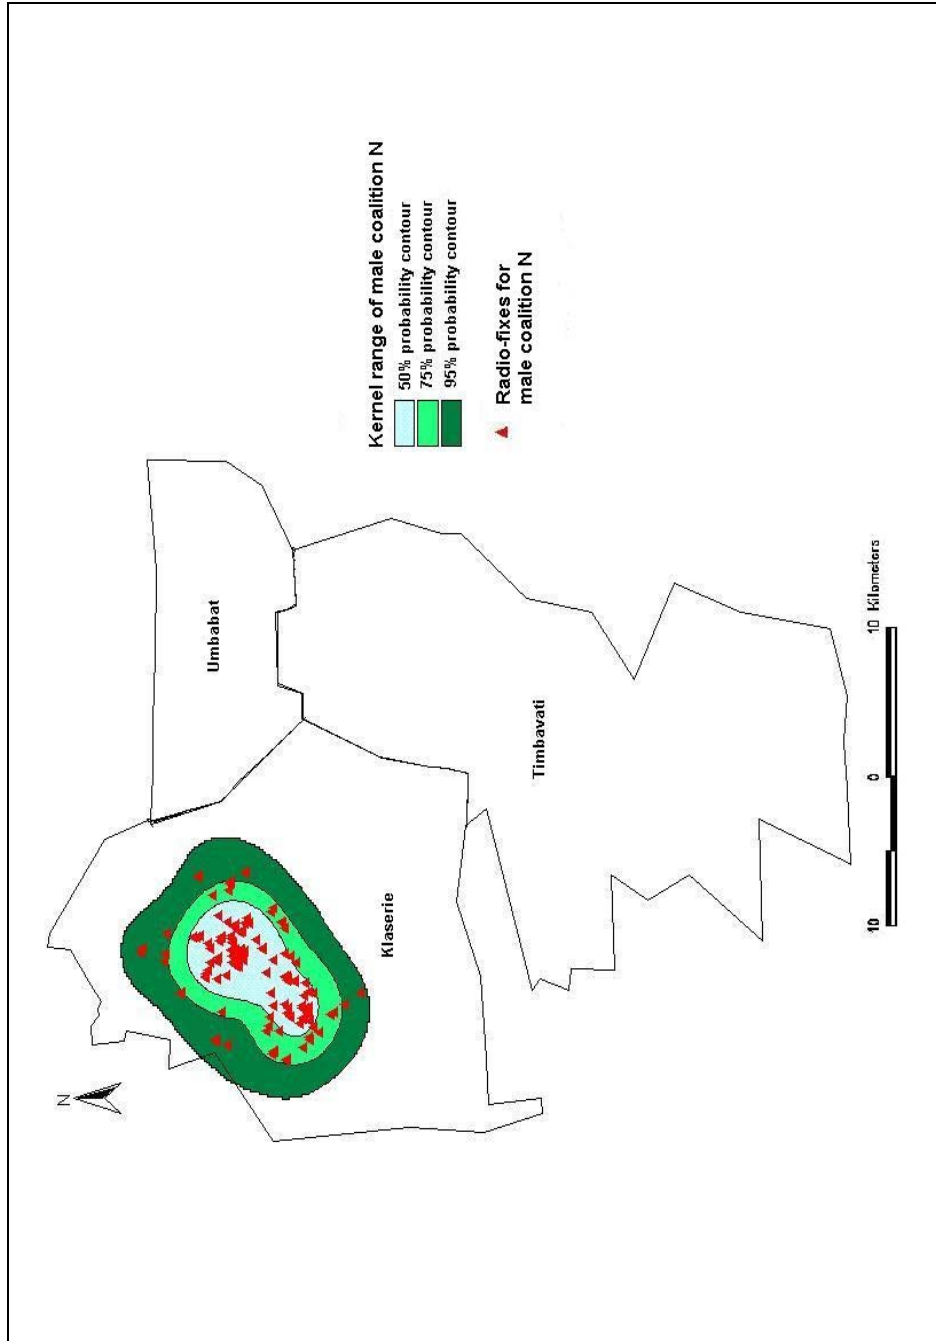 N
Umbabat
Klaserie
Timbavati
Kernel range of male coalition N
50% probability contour
75% probability contour
95% probability contour
Radio-fixes for
male coalition N
10 0 10 Kilometers